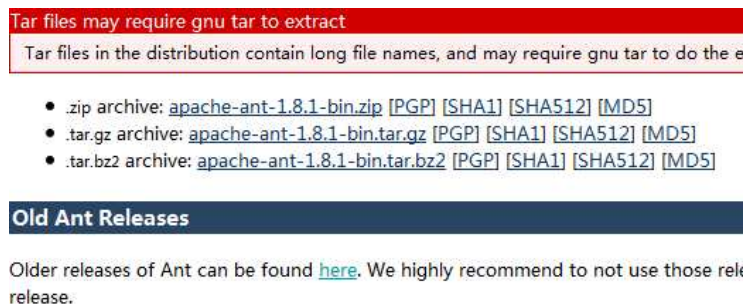 Tar files may require gnu tar to extract
Tar files in the distribution contain long file names, and may require gnu tar to do the
.zip archive: apache-ant-1.8.1-bin.zip [PGP] [SHA1] [SHA512] [MD5]
.tar.gz archive: apache-ant-1.8.1-bin.tar.gz [PGP] [SHA1] [SHA512] [MD5]
.tar.bz2 archive: apache-ant-1.8.1-bin.tar.bz2 [PGP] [SHA1] [SHA512] [MD5]
Old Ant Releases
Older releases of Ant can be found here. We highly recommend to not use those
release.